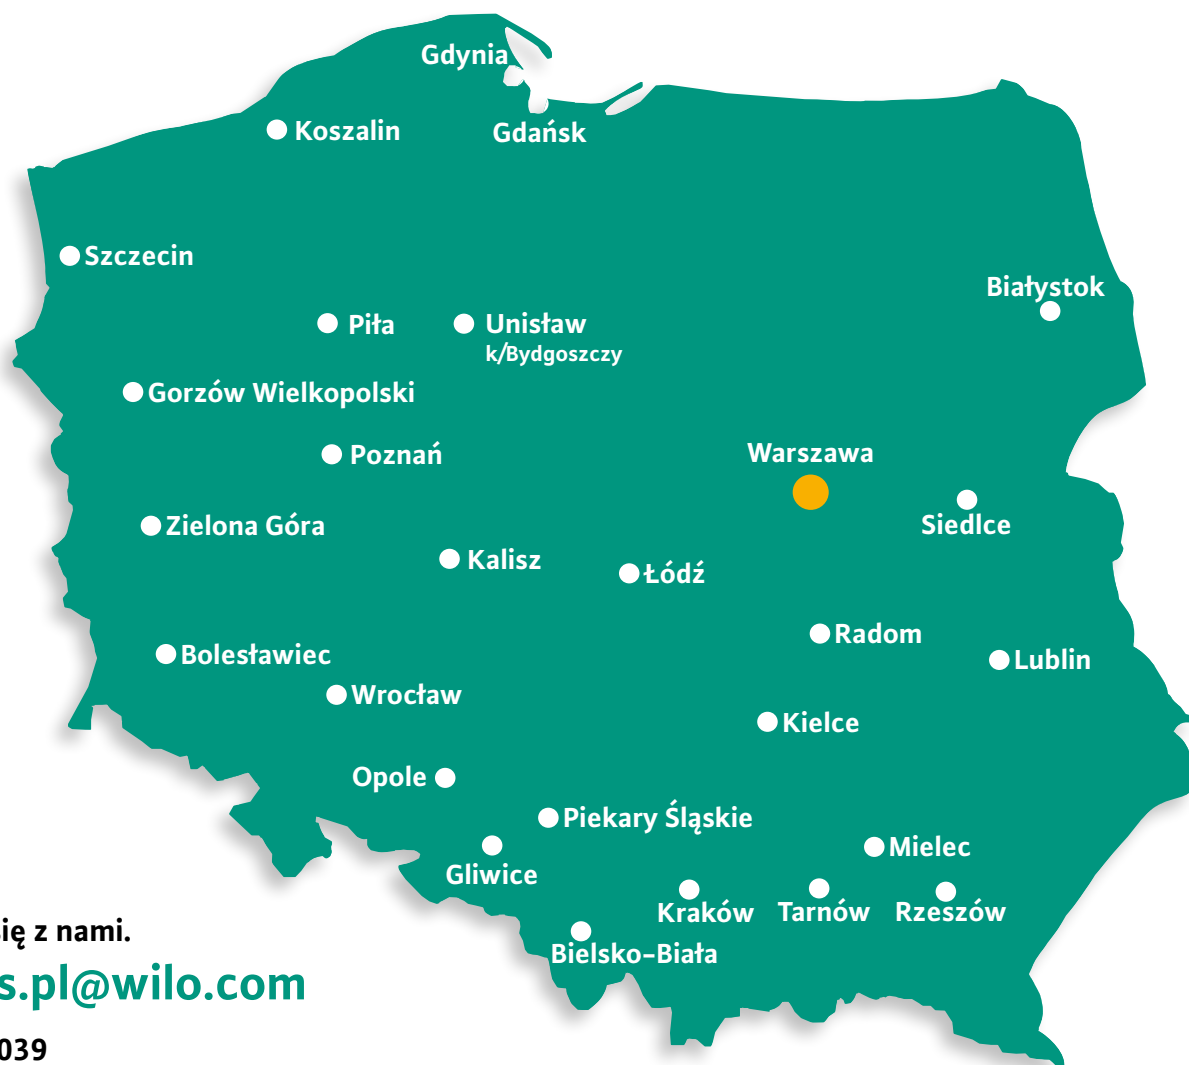 Gdynia
Koszalin
Gdańsk
Szczecin
Białystok
Piła
Unisław
k/Bydgoszczy
Gorzów Wielkopolski
Warszawa
Poznań
Siedlce
Zielona Góra
Kalisz
Łódź
Radom
Bolesławiec
Lublin
Wrocław
Kielce
Opole
Piekary Śląskie
Mielec
Gliwice
Kraków
Tarnów
Rzeszów
się z nami.
Bielsko-Biała
s.pl@wilo.com
039